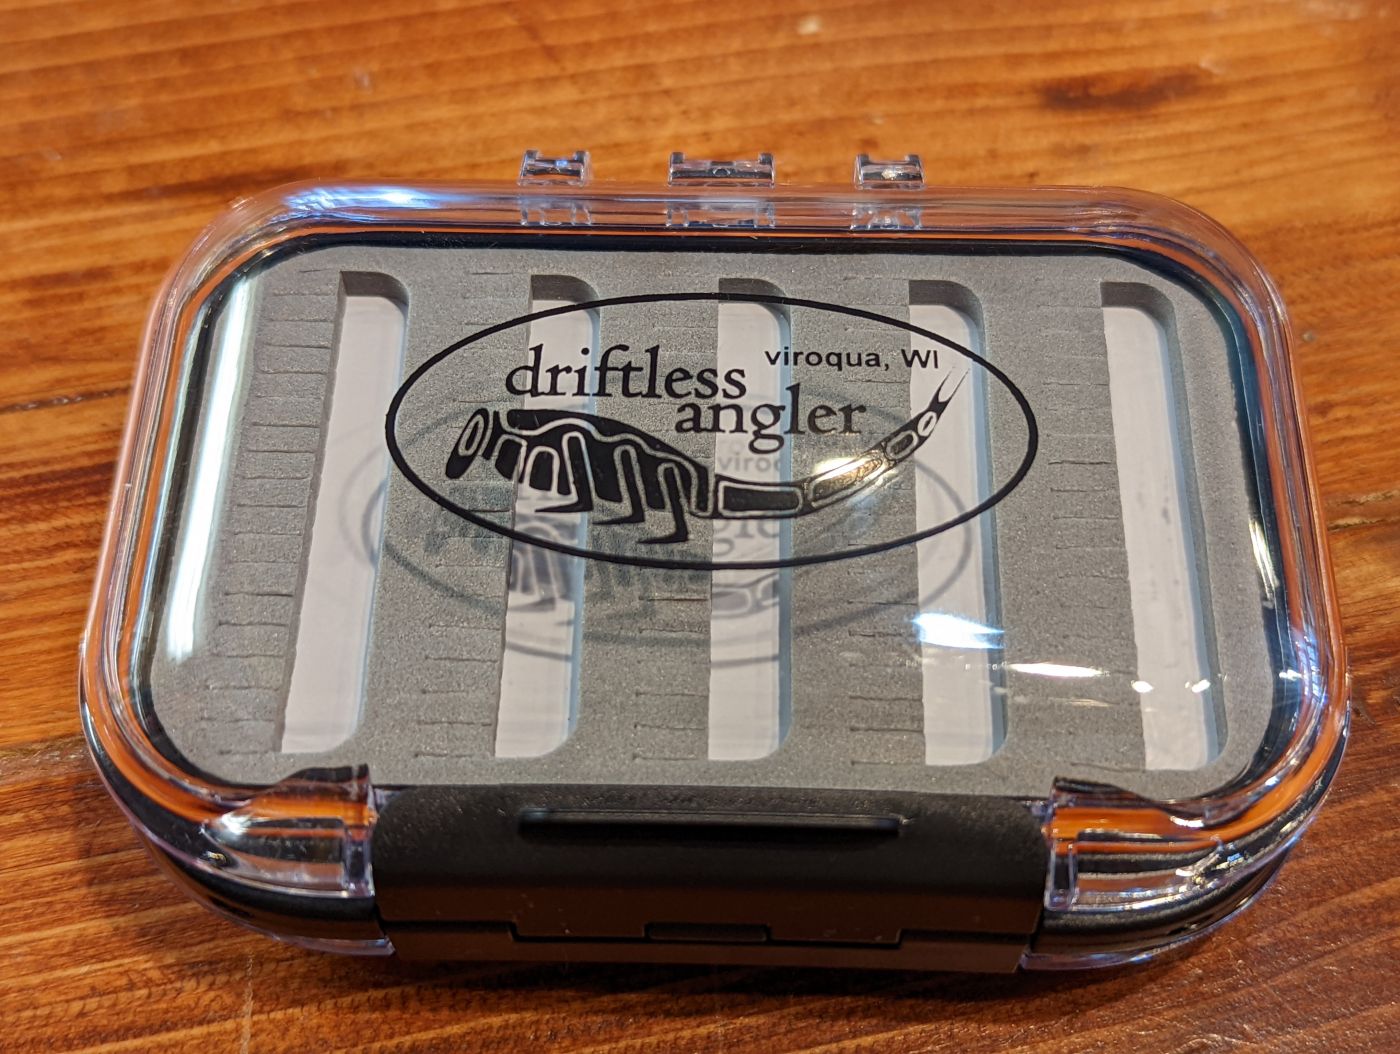 driftless
viroqua, WI
angler